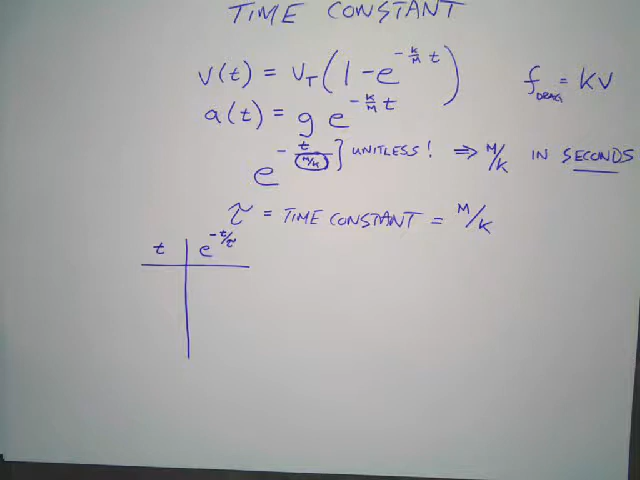 TIME CONSTANT
v(t) = V_T (1 - e^{-K/M t}) f_DRAG = KV
a(t) = g e^{-K/M t}
e^{-t/(M/K)} } UNITLESS! ⇒ M/K IN SECONDS
τ = TIME CONSTANT = M/K
t e^{-t/τ}